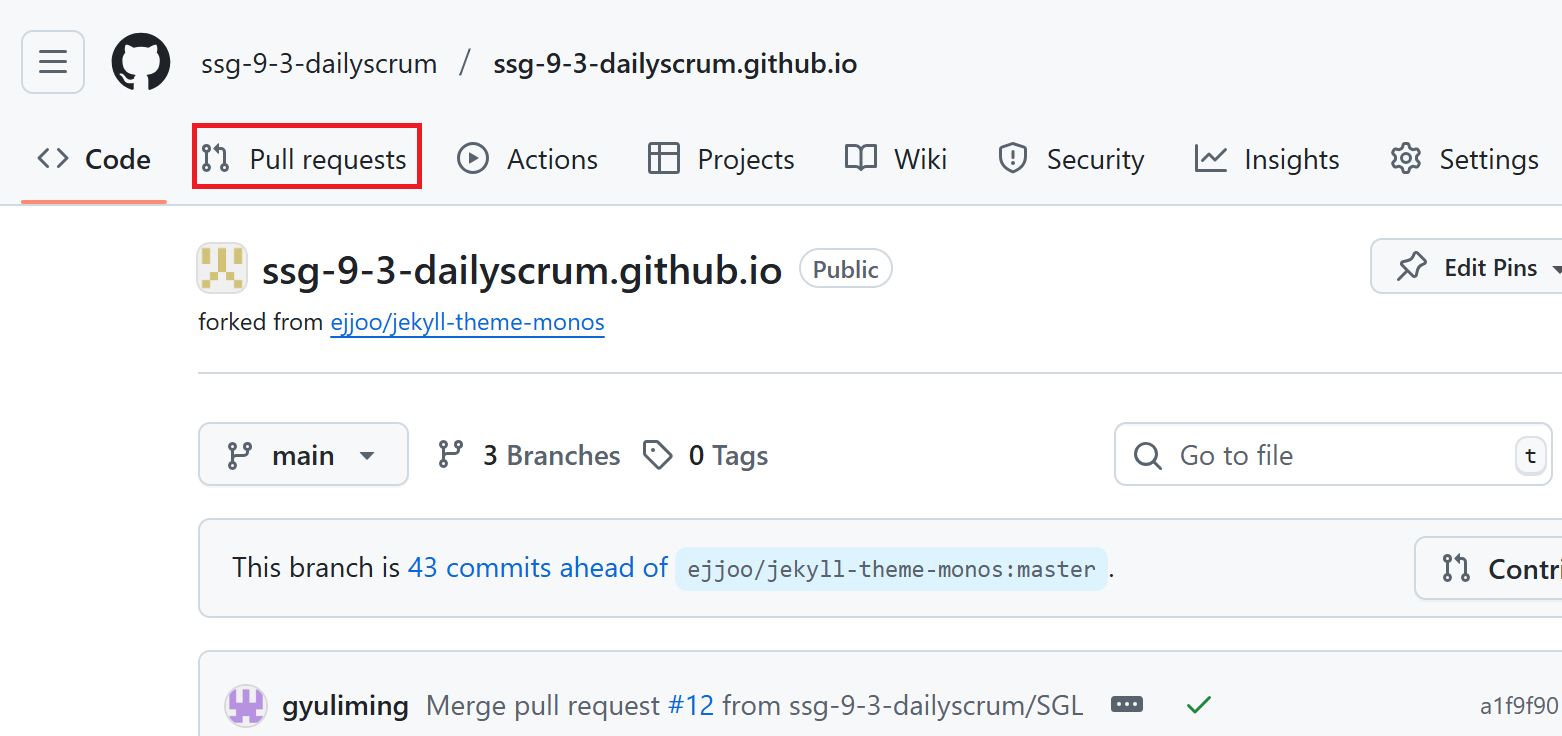 ssg-9-3-dailyscrum / ssg-9-3-dailyscrum.github.io
Code Pull requests Actions Projects Wiki Security Insights Settings
ssg-9-3-dailyscrum.github.io Public Edit Pins
forked from ejjoo/jekyll-theme-monos
main 3 Branches 0 Tags Go to file t
This branch is 43 commits ahead of ejjoo/jekyll-theme-monos:master. Contri
gyuliming Merge pull request #12 from ssg-9-3-dailyscrum/SGL a1f9f90